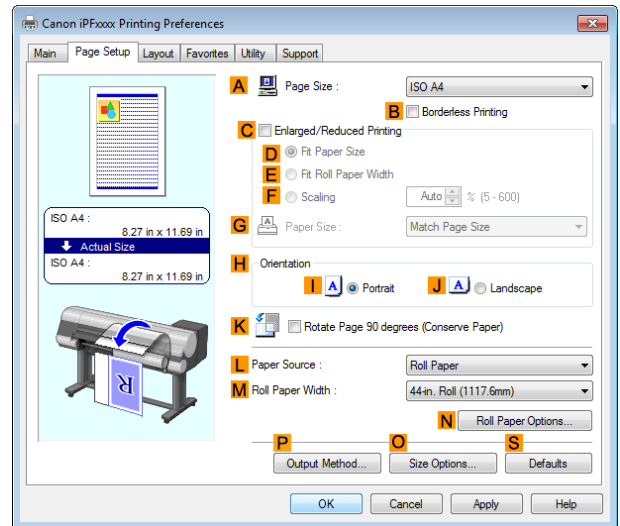 Canon iPFxxxx Printing Preferences
Main Page Setup Layout Favorites Utility Support
A Page Size : ISO A4
B Borderless Printing
C Enlarged/Reduced Printing
D Fit Paper Size
E Fit Roll Paper Width
F Scaling Auto % (5 - 600)
G Paper Size : Match Page Size
ISO A4 :
8.27 in x 11.69 in
Actual Size
ISO A4 :
8.27 in x 11.69 in
H Orientation
I A Portrait J A Landscape
K Rotate Page 90 degrees (Conserve Paper)
R
L Paper Source : Roll Paper
M Roll Paper Width : 44-in. Roll (1117.6mm)
N Roll Paper Options...
P O S
Output Method... Size Options... Defaults
OK Cancel Apply Help